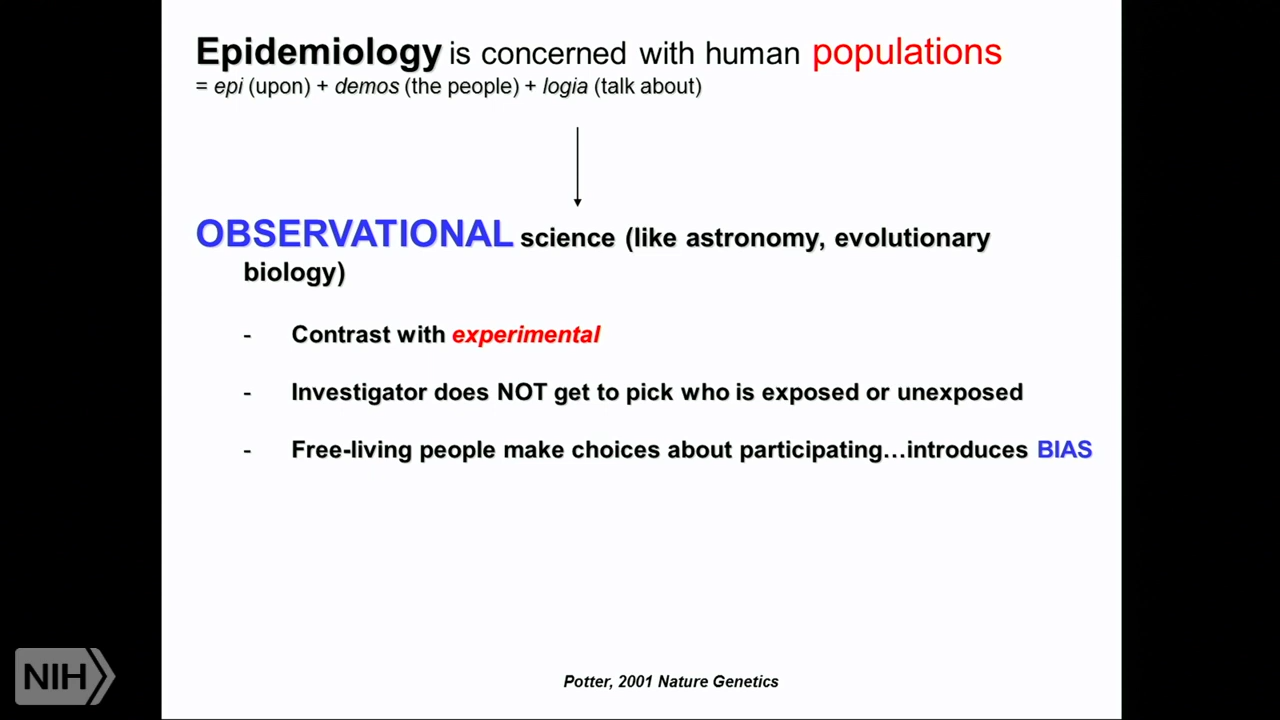 Epidemiology is concerned with human populations
= epi (upon) + demos (the people) + logia (talk about)
OBSERVATIONAL science (like astronomy, evolutionary
biology)
- Contrast with experimental
- Investigator does NOT get to pick who is exposed or unexposed
- Free-living people make choices about participating…introduces BIAS
Potter, 2001 Nature Genetics
NIH